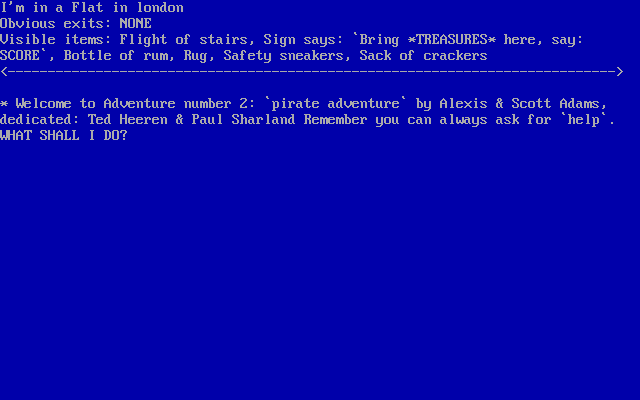 I'm in a Flat in london
Obvious exits: NONE
Visible items: Flight of stairs, Sign says: `Bring *TREASURES* here, say:
SCORE`, Bottle of rum, Rug, Safety sneakers, Sack of crackers
<---------------------------------------------------------------------------->
* Welcome to Adventure number 2: `pirate adventure` by Alexis & Scott Adams,
dedicated: Ted Heeren & Paul Sharland Remember you can always ask for `help`.
WHAT SHALL I DO?